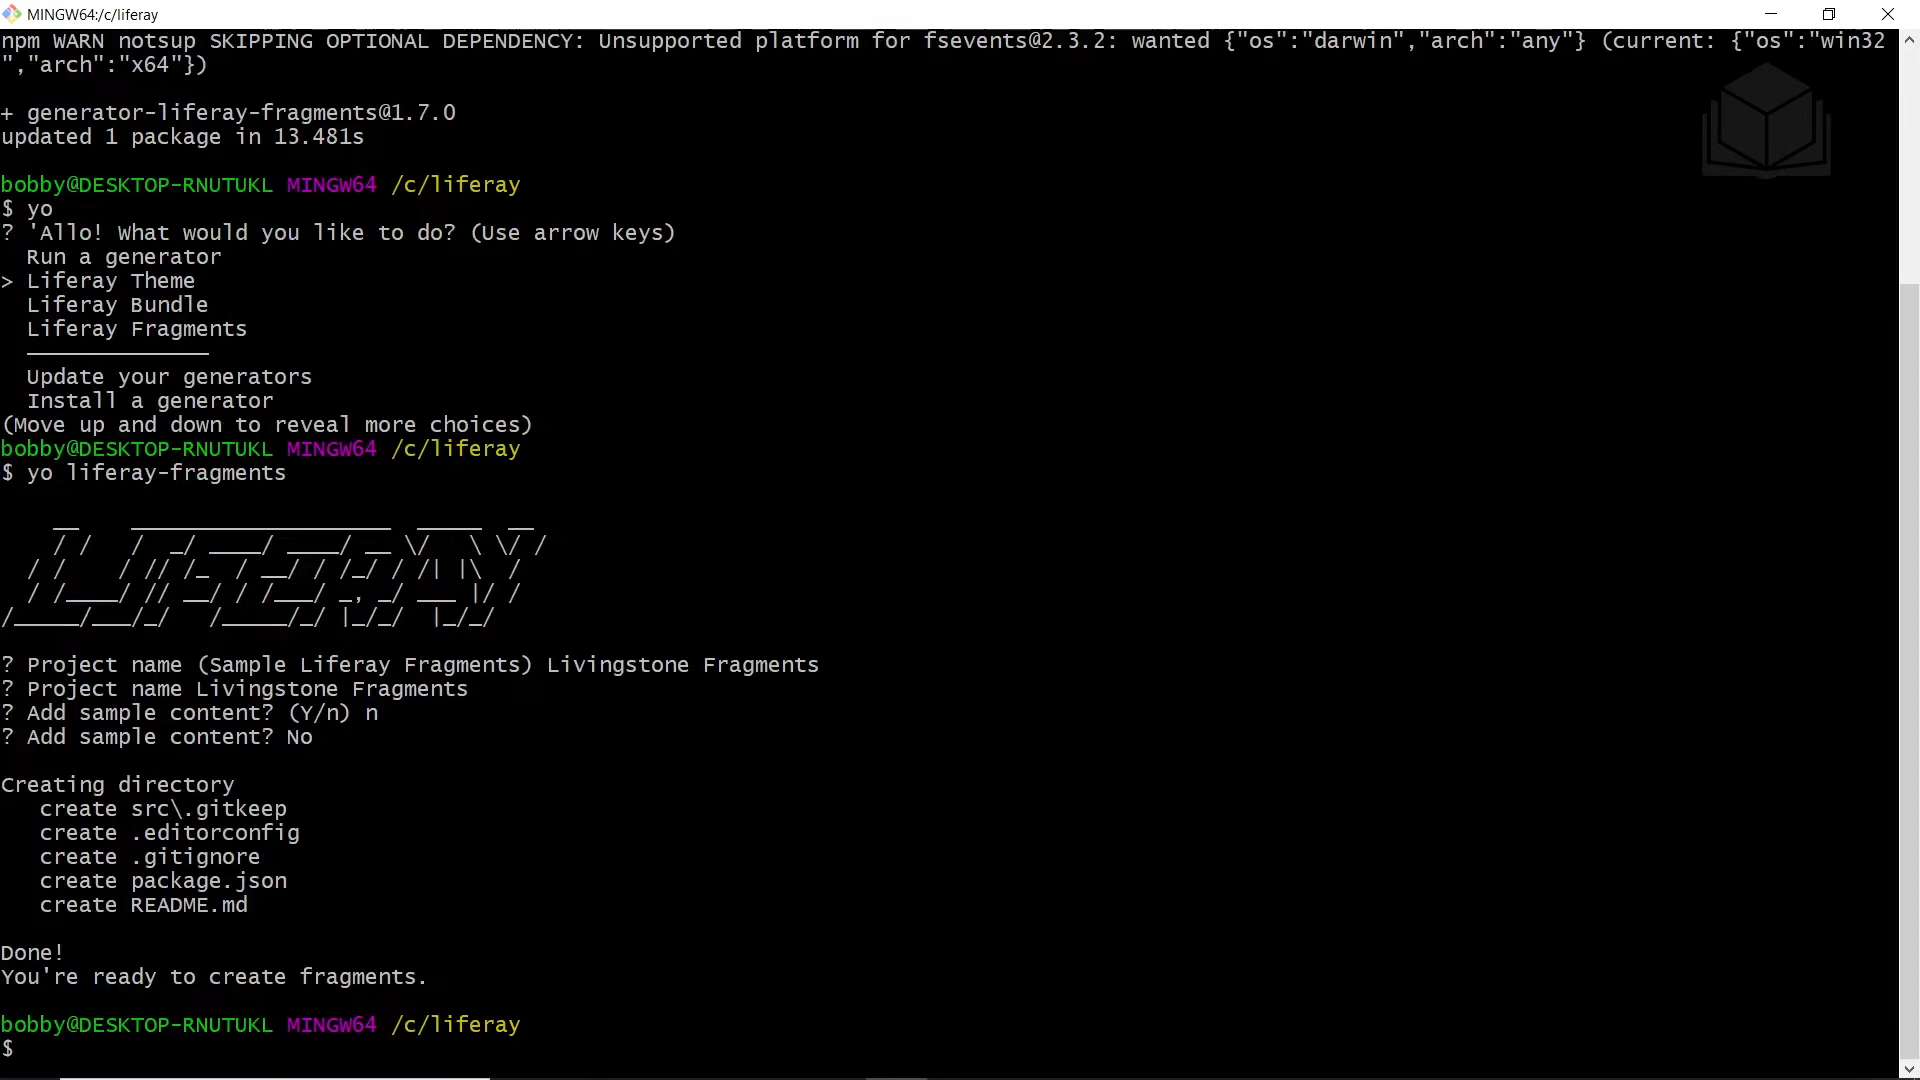 MINGW64:/c/liferay
npm WARN notsup SKIPPING OPTIONAL DEPENDENCY: Unsupported platform for fsevents@2.3.2: wanted {"os":"darwin","arch":"any"} (current: {"os":"win32
","arch":"x64"})
+ generator-liferay-fragments@1.7.0
updated 1 package in 13.481s
bobby@DESKTOP-RNUTUKL MINGW64 /c/liferay
$ yo
? 'Allo! What would you like to do? (Use arrow keys)
Run a generator
> Liferay Theme
Liferay Bundle
Liferay Fragments
──────────────
Update your generators
Install a generator
(Move up and down to reveal more choices)
bobby@DESKTOP-RNUTUKL MINGW64 /c/liferay
$ yo liferay-fragments
LIFERAY
? Project name (Sample Liferay Fragments) Livingstone Fragments
? Project name Livingstone Fragments
? Add sample content? (Y/n) n
? Add sample content? No
Creating directory
create src\.gitkeep
create .editorconfig
create .gitignore
create package.json
create README.md
Done!
You're ready to create fragments.
bobby@DESKTOP-RNUTUKL MINGW64 /c/liferay
$